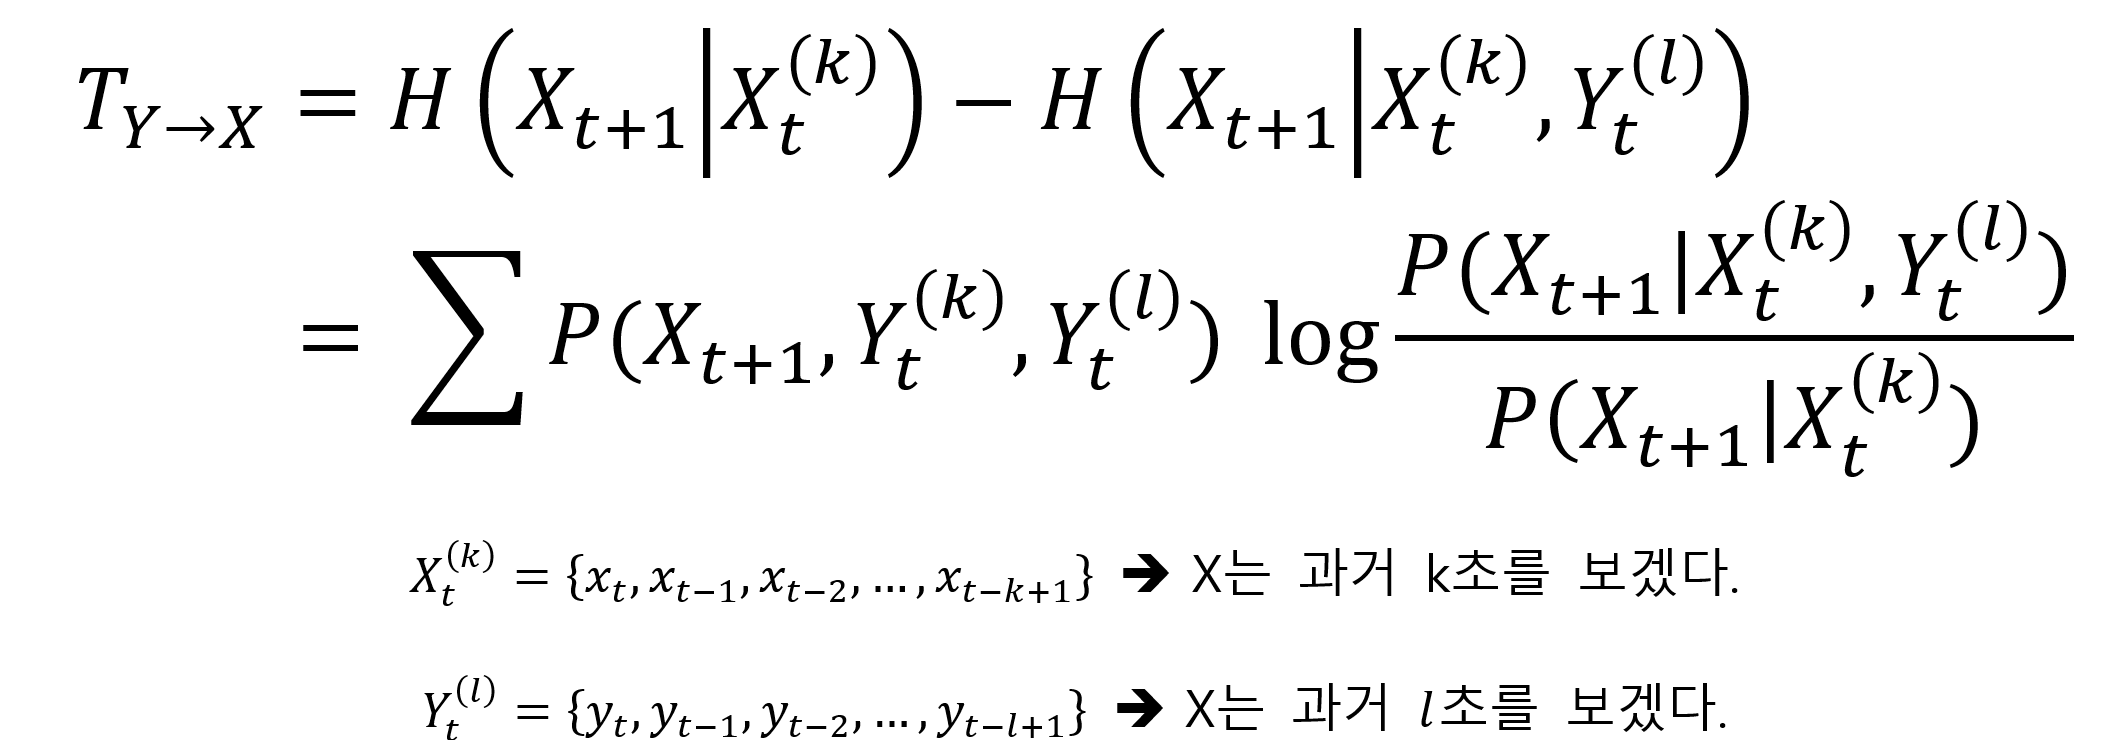 T_{Y→X} = H(X_{t+1}|X_t^{(k)}) − H(X_{t+1}|X_t^{(k)}, Y_t^{(l)})
= ∑ P(X_{t+1}, Y_t^{(k)}, Y_t^{(l)}) log \frac{P(X_{t+1}|X_t^{(k)}, Y_t^{(l)})}{P(X_{t+1}|X_t^{(k)})}
X_t^{(k)} = {x_t, x_{t−1}, x_{t−2}, ... , x_{t−k+1}} ➔ X는 과거 k초를 보겠다.
Y_t^{(l)} = {y_t, y_{t−1}, y_{t−2}, ... , y_{t−l+1}} ➔ X는 과거 l초를 보겠다.